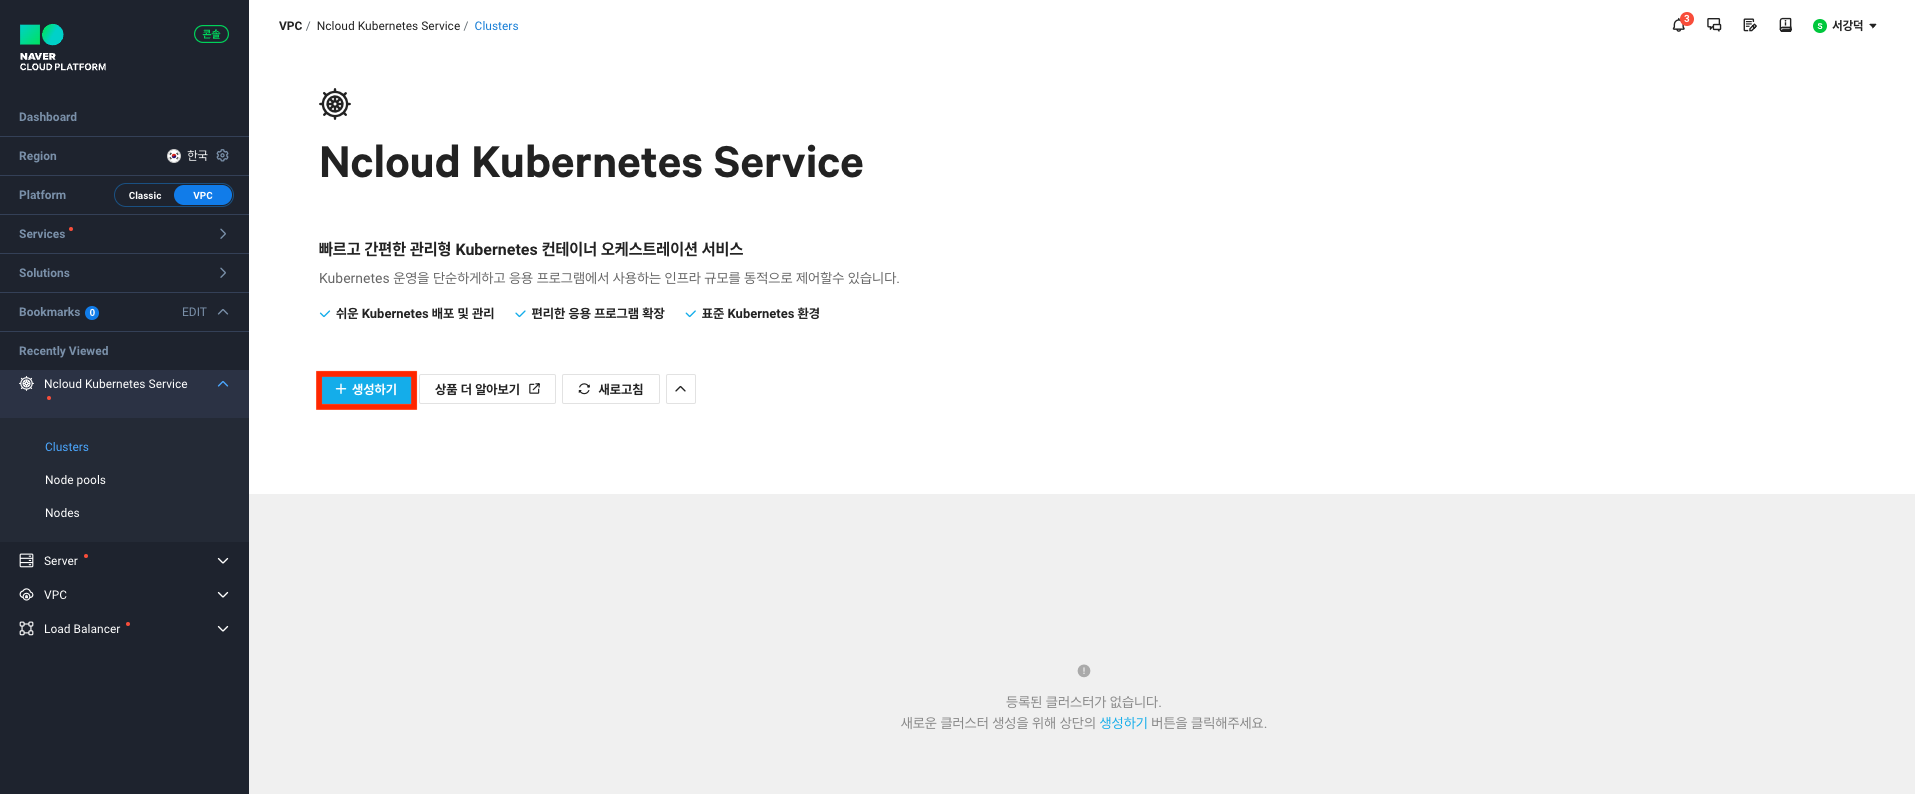 NAVER
CLOUD PLATFORM
콘솔
Dashboard
Region 한국
Platform Classic VPC
Services
Solutions
Bookmarks 0 EDIT
Recently Viewed
Ncloud Kubernetes Service
Clusters
Node pools
Nodes
Server
VPC
Load Balancer
VPC / Ncloud Kubernetes Service / Clusters
3
S 서강덕
Ncloud Kubernetes Service
빠르고 간편한 관리형 Kubernetes 컨테이너 오케스트레이션 서비스
Kubernetes 운영을 단순하게하고 응용 프로그램에서 사용하는 인프라 규모를 동적으로 제어할수 있습니다.
쉬운 Kubernetes 배포 및 관리 편리한 응용 프로그램 확장 표준 Kubernetes 환경
+ 생성하기 상품 더 알아보기 새로고침
등록된 클러스터가 없습니다.
새로운 클러스터 생성을 위해 상단의 생성하기 버튼을 클릭해주세요.